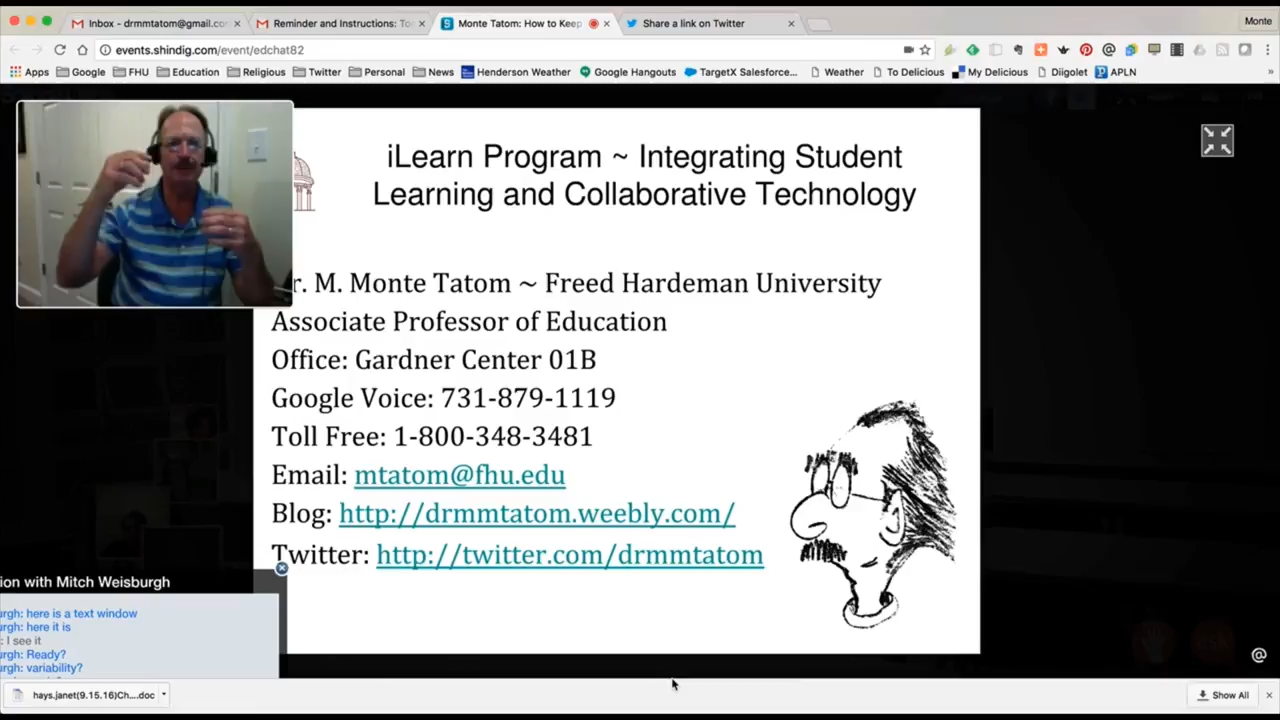 Inbox - drmmtatom@gmail.co
Reminder and Instructions: To
Monte Tatom: How to Keep
Share a link on Twitter
Monte
events.shindig.com/event/edchat82
Apps
Google
FHU
Education
Religious
Twitter
Personal
News
Henderson Weather
Google Hangouts
TargetX Salesforce...
Weather
To Delicious
My Delicious
Diigolet
APLN
»
iLearn Program ~ Integrating Student
Learning and Collaborative Technology
r. M. Monte Tatom ~ Freed Hardeman University
Associate Professor of Education
Office: Gardner Center 01B
Google Voice: 731-879-1119
Toll Free: 1-800-348-3481
Email: mtatom@fhu.edu
Blog: http://drmmtatom.weebly.com/
Twitter: http://twitter.com/drmmtatom
ion with Mitch Weisburgh
urgh: here is a text window
urgh: here it is
: I see it
urgh: Ready?
urgh: variability?
@
hays.janet(9.15.16)Ch....doc
Show All